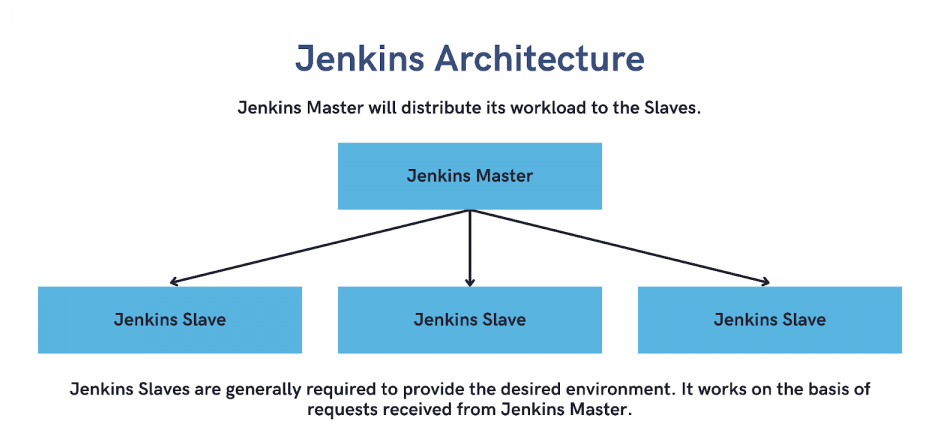 Jenkins Architecture
Jenkins Master will distribute its workload to the Slaves.
Jenkins Master
Jenkins Slave
Jenkins Slave
Jenkins Slave
Jenkins Slaves are generally required to provide the desired environment. It works on the basis of
requests received from Jenkins Master.